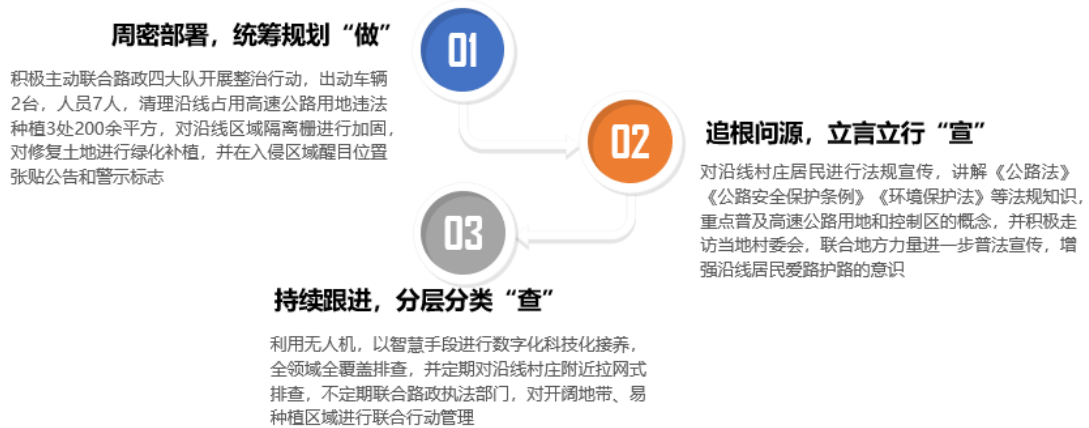 01
周密部署，统筹规划“做”
积极主动联合路政四大队开展整治行动，出动车辆
2台，人员7人，清理沿线占用高速公路用地违法
种植3处200余平方，对沿线区域隔离栅进行加固，
对修复土地进行绿化补植，并在入侵区域醒目位置
张贴公告和警示标志
02
追根问源，立言立行“宣”
对沿线村庄居民进行法规宣传，讲解《公路法》
《公路安全保护条例》《环境保护法》等法规知识，
重点普及高速公路用地和控制区的概念，并积极走
访当地村委会，联合地方力量进一步普法宣传，增
强沿线居民爱路护路的意识
03
持续跟进，分层分类“查”
利用无人机，以智慧手段进行数字化科技化接养，
全领域全覆盖排查，并定期对沿线村庄附近拉网式
排查，不定期联合路政执法部门，对开阔地带、易
种植区域进行联合行动管理